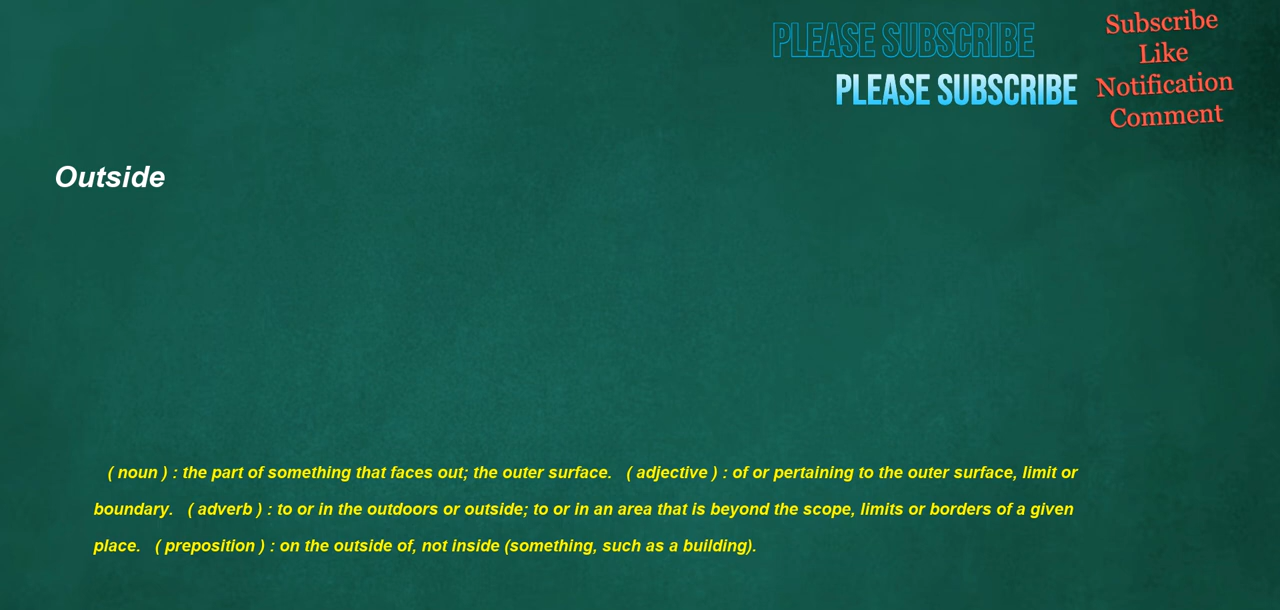 PLEASE SUBSCRIBE
PLEASE SUBSCRIBE
Subscribe
Like
Notification
Comment
Outside
( noun ) : the part of something that faces out; the outer surface. ( adjective ) : of or pertaining to the outer surface, limit or
boundary. ( adverb ) : to or in the outdoors or outside; to or in an area that is beyond the scope, limits or borders of a given
place. ( preposition ) : on the outside of, not inside (something, such as a building).